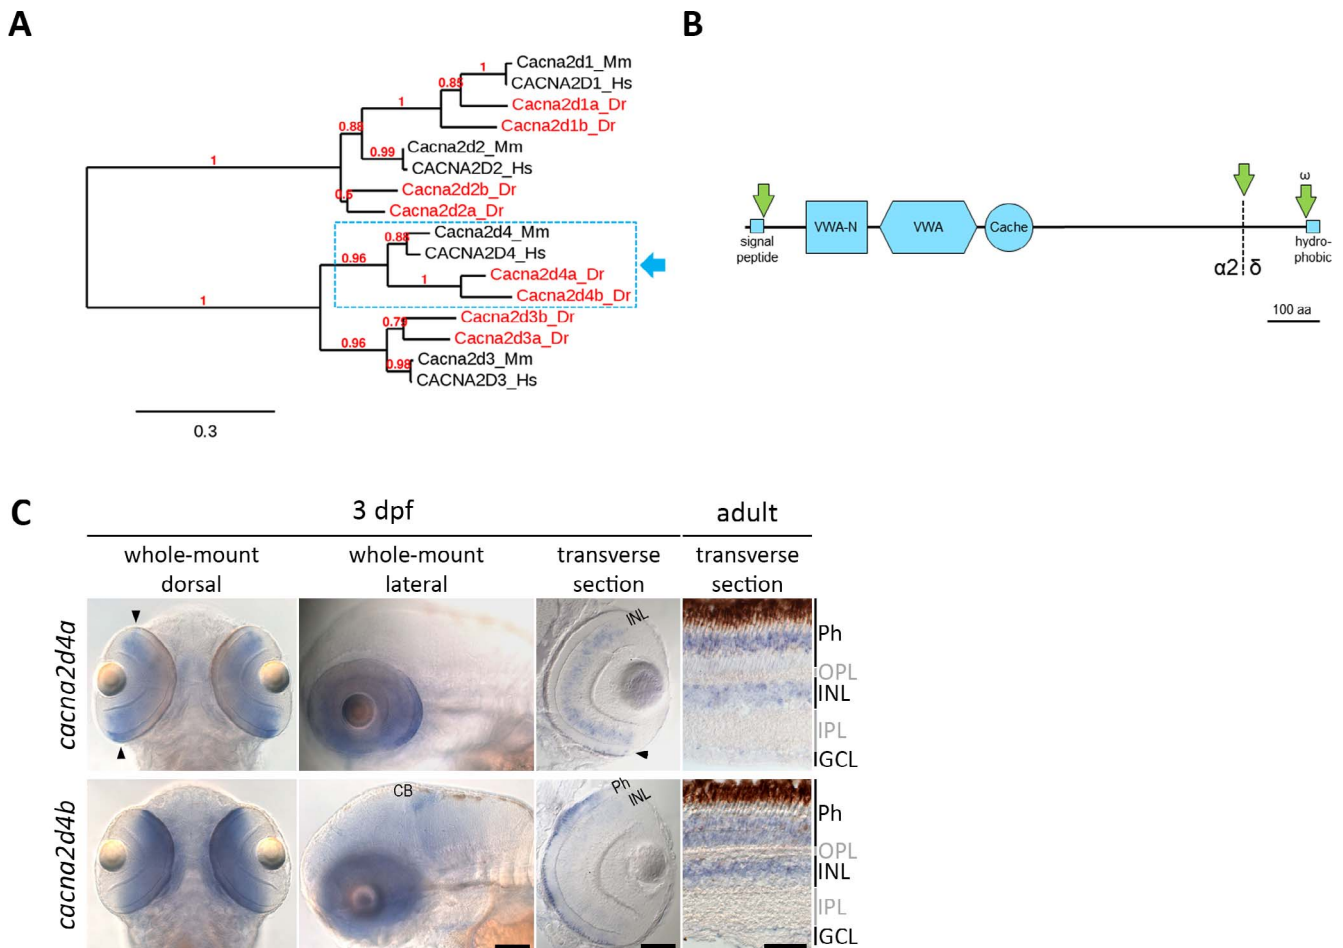 A
Cacna2d1_Mm
1
CACNA2D1_Hs
0.85
Cacna2d1a_Dr
1
Cacna2d1b_Dr
0.88
Cacna2d2_Mm
0.99
CACNA2D2_Hs
1
Cacna2d2b_Dr
0.5
Cacna2d2a_Dr
Cacna2d4_Mm
0.88
CACNA2D4_Hs
0.96
Cacna2d4a_Dr
1
Cacna2d4b_Dr
1
Cacna2d3b_Dr
0.79
Cacna2d3a_Dr
0.96
Cacna2d3_Mm
0.98
CACNA2D3_Hs
0.3
B
ω
VWA-N
VWA
Cache
signal
peptide
hydro-
phobic
α2
δ
100 aa
C
3 dpf
adult
whole-mount
dorsal
whole-mount
lateral
transverse
section
transverse
section
cacna2d4a
INL
Ph
OPL
INL
IPL
GCL
cacna2d4b
CB
Ph
INL
Ph
OPL
INL
IPL
GCL